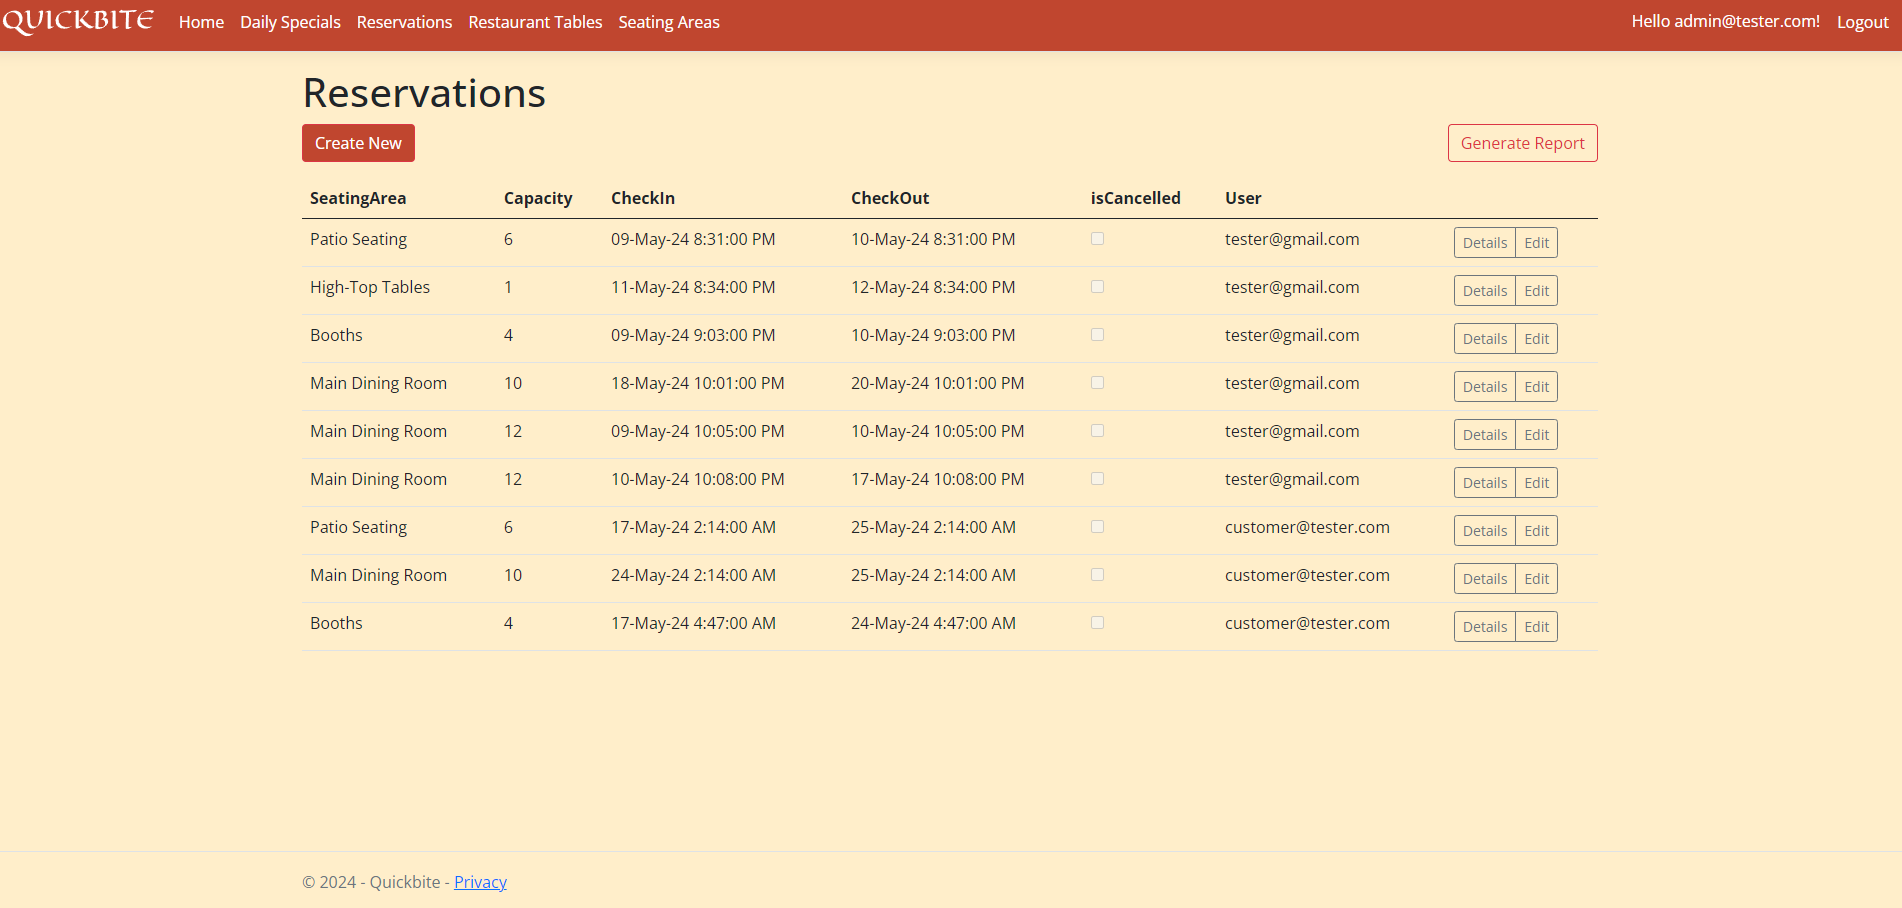 QUICKBITE Home Daily Specials Reservations Restaurant Tables Seating Areas Hello admin@tester.com! Logout
Reservations
Create New Generate Report
SeatingArea Capacity CheckIn CheckOut isCancelled User
Patio Seating 6 09-May-24 8:31:00 PM 10-May-24 8:31:00 PM tester@gmail.com Details Edit
High-Top Tables 1 11-May-24 8:34:00 PM 12-May-24 8:34:00 PM tester@gmail.com Details Edit
Booths 4 09-May-24 9:03:00 PM 10-May-24 9:03:00 PM tester@gmail.com Details Edit
Main Dining Room 10 18-May-24 10:01:00 PM 20-May-24 10:01:00 PM tester@gmail.com Details Edit
Main Dining Room 12 09-May-24 10:05:00 PM 10-May-24 10:05:00 PM tester@gmail.com Details Edit
Main Dining Room 12 10-May-24 10:08:00 PM 17-May-24 10:08:00 PM tester@gmail.com Details Edit
Patio Seating 6 17-May-24 2:14:00 AM 25-May-24 2:14:00 AM customer@tester.com Details Edit
Main Dining Room 10 24-May-24 2:14:00 AM 25-May-24 2:14:00 AM customer@tester.com Details Edit
Booths 4 17-May-24 4:47:00 AM 24-May-24 4:47:00 AM customer@tester.com Details Edit
© 2024 - Quickbite - Privacy